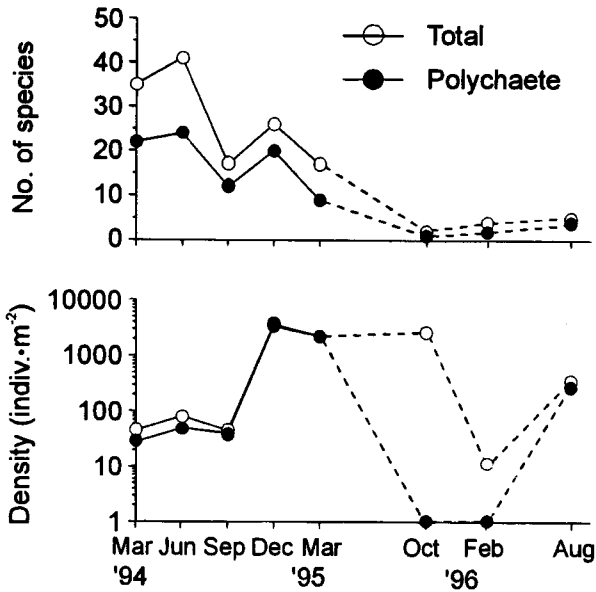 50
40
30
20
10
0
No. of species
Total
Polychaete
10000
1000
100
10
1
Density (indiv.·m-2)
Mar Jun Sep Dec Mar Oct Feb Aug
'94 '95 '96